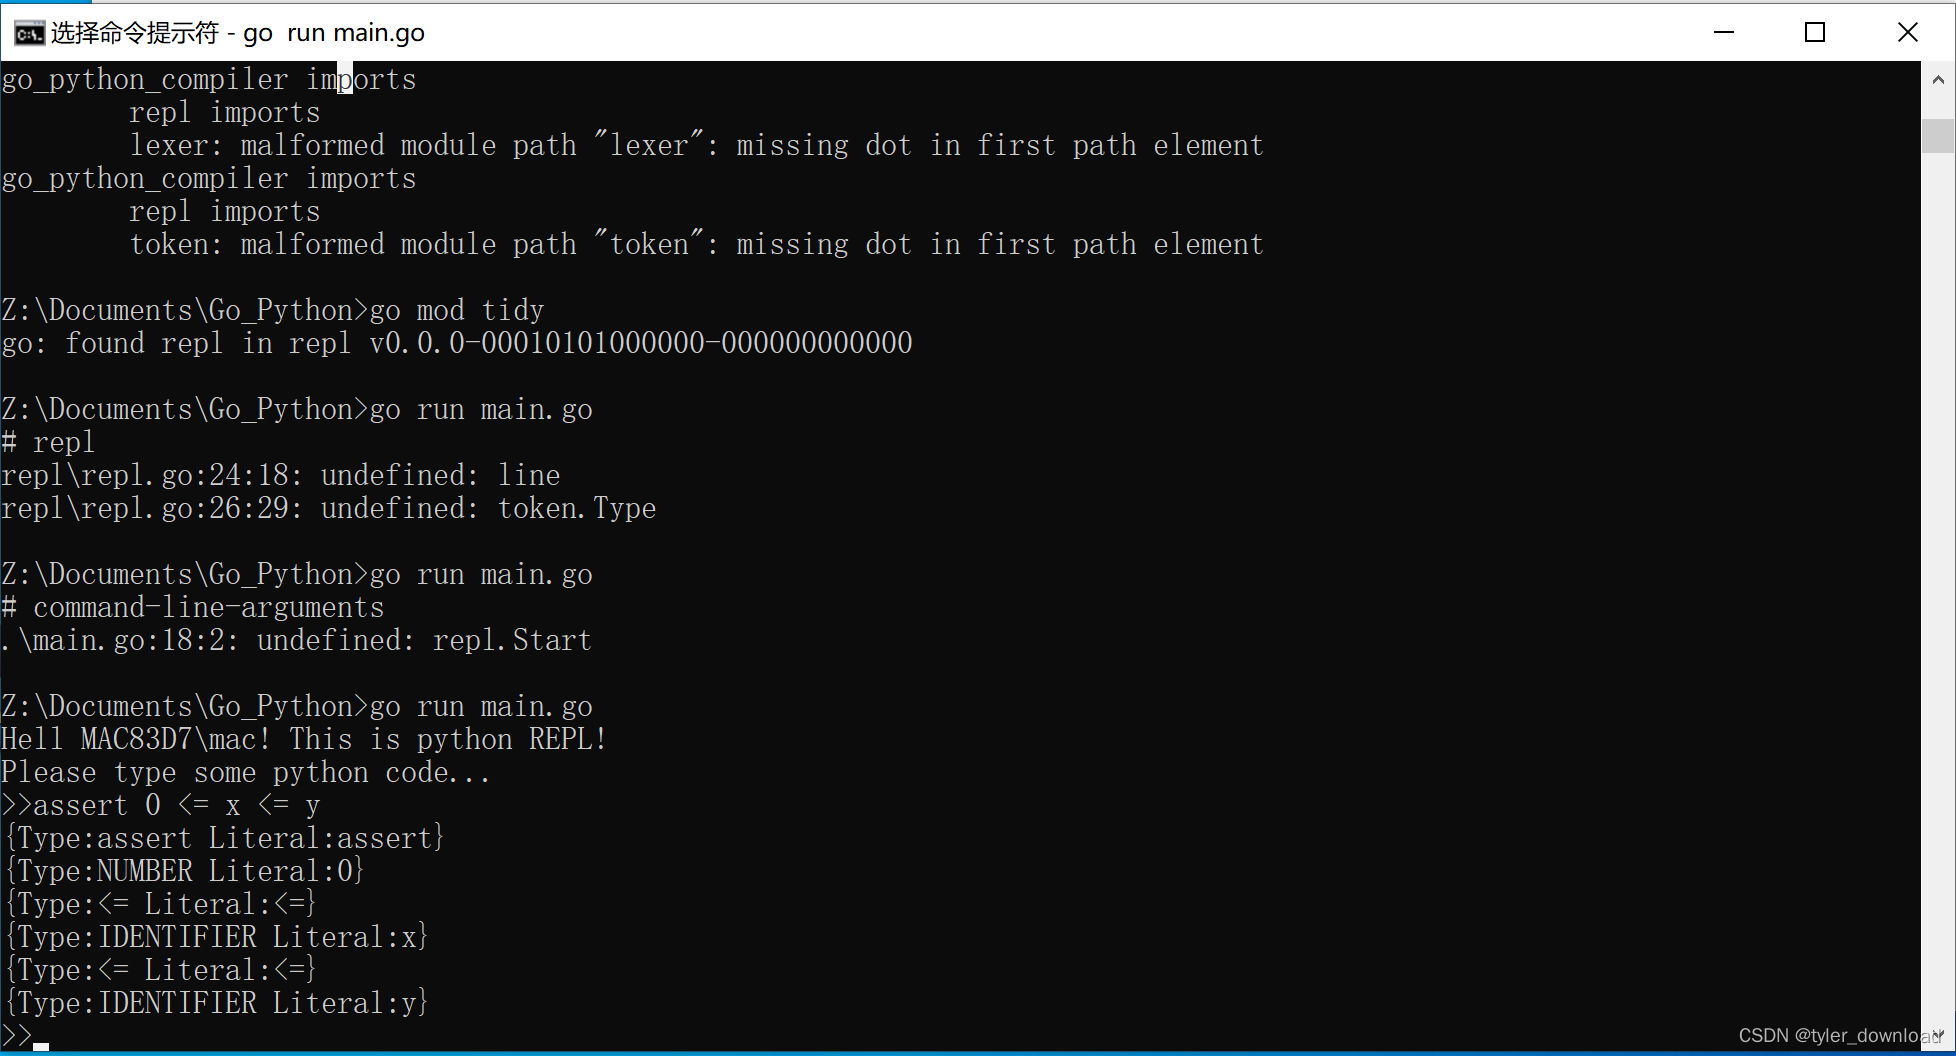 选择命令提示符 - go  run main.go
go_python_compiler imports
        repl imports
        lexer: malformed module path "lexer": missing dot in first path element
go_python_compiler imports
        repl imports
        token: malformed module path "token": missing dot in first path element
Z:\Documents\Go_Python>go mod tidy
go: found repl in repl v0.0.0-00010101000000-000000000000
Z:\Documents\Go_Python>go run main.go
# repl
repl\repl.go:24:18: undefined: line
repl\repl.go:26:29: undefined: token.Type
Z:\Documents\Go_Python>go run main.go
# command-line-arguments
.\main.go:18:2: undefined: repl.Start
Z:\Documents\Go_Python>go run main.go
Hell MAC83D7\mac! This is python REPL!
Please type some python code...
>>assert 0 <= x <= y
{Type:assert Literal:assert}
{Type:NUMBER Literal:0}
{Type:<= Literal:<=}
{Type:IDENTIFIER Literal:x}
{Type:<= Literal:<=}
{Type:IDENTIFIER Literal:y}
>>
CSDN @tyler_download